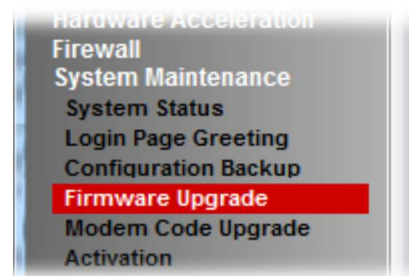 Hardware Acceleration
Firewall
System Maintenance
System Status
Login Page Greeting
Configuration Backup
Firmware Upgrade
Modem Code Upgrade
Activation